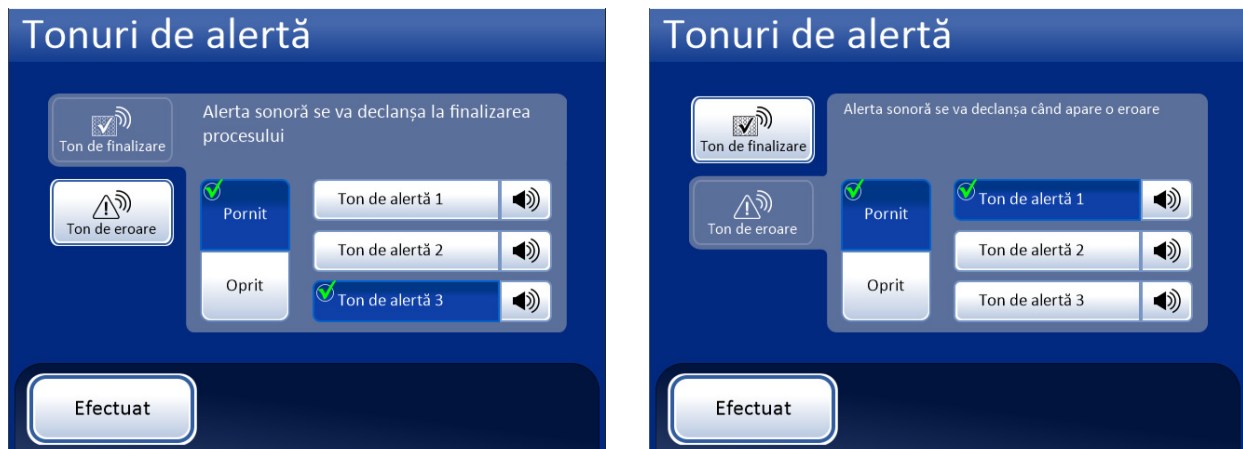 Tonuri de alertă
Ton de finalizare
Alerta sonoră se va declanșa la finalizarea
procesului
Ton de eroare
Pornit
Oprit
Ton de alertă 1
Ton de alertă 2
Ton de alertă 3
Efectuat
Tonuri de alertă
Ton de finalizare
Alerta sonoră se va declanșa când apare o eroare
Ton de eroare
Pornit
Oprit
Ton de alertă 1
Ton de alertă 2
Ton de alertă 3
Efectuat